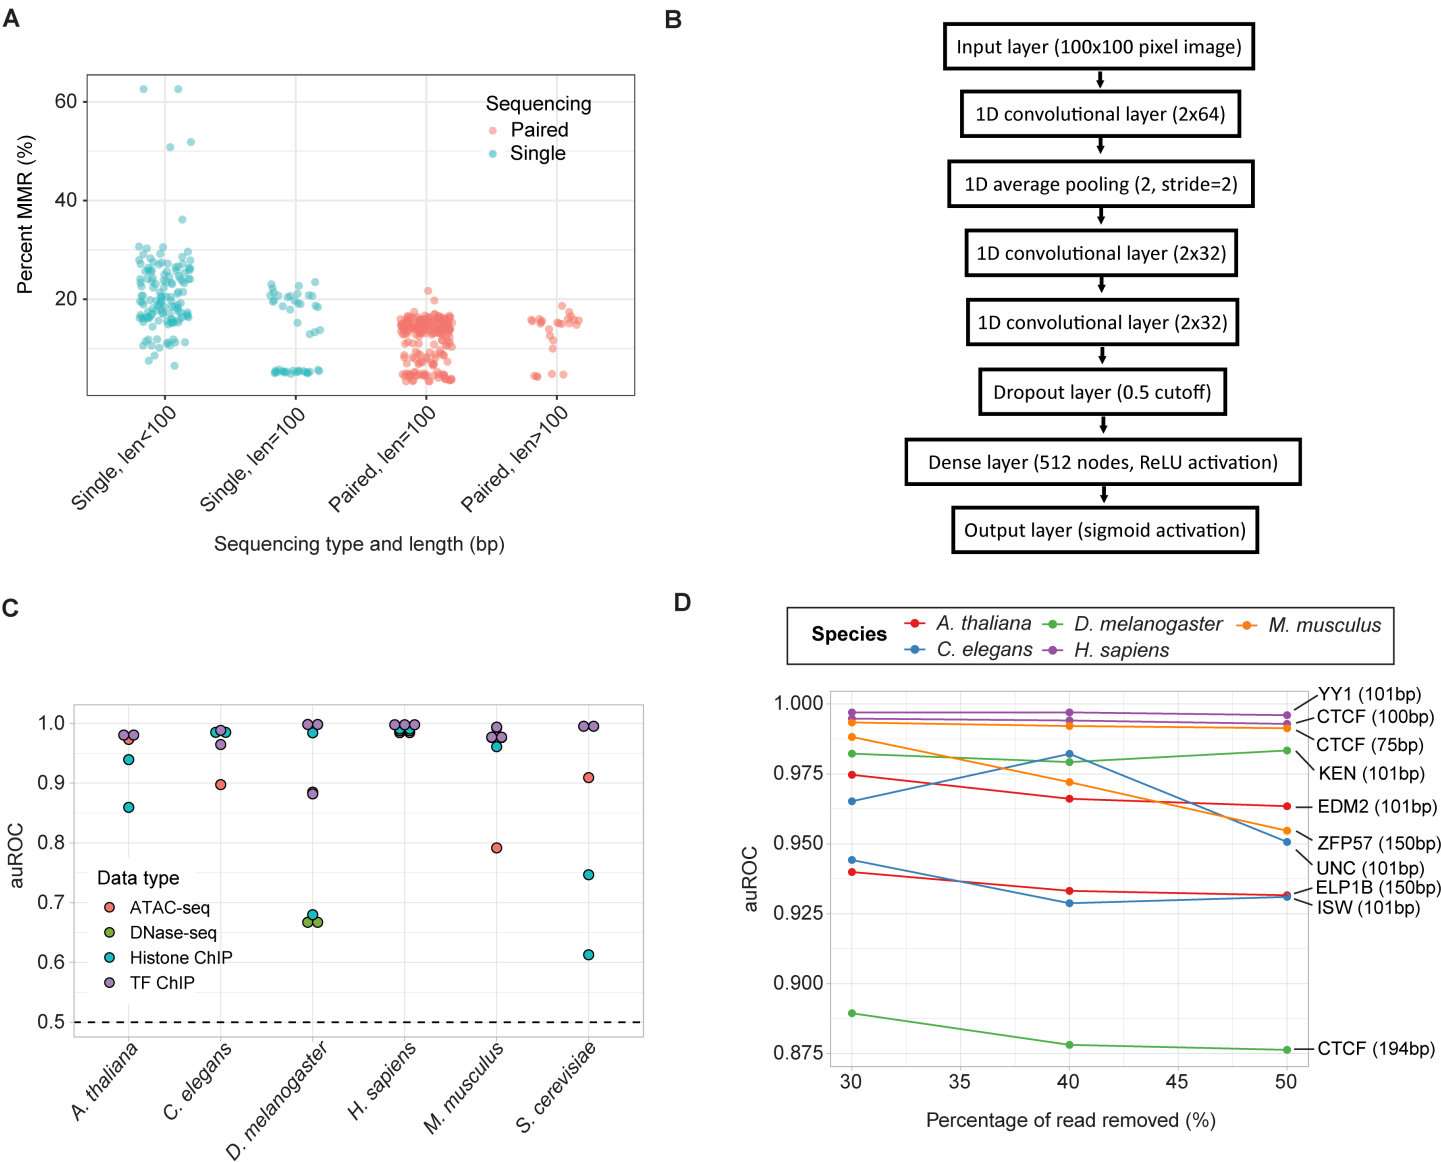 A
Percent MMR (%)
60
40
20
Sequencing
Paired
Single
Single, len<100
Single, len=100
Paired, len=100
Paired, len>100
Sequencing type and length (bp)
B
Input layer (100x100 pixel image)
1D convolutional layer (2x64)
1D average pooling (2, stride=2)
1D convolutional layer (2x32)
1D convolutional layer (2x32)
Dropout layer (0.5 cutoff)
Dense layer (512 nodes, ReLU activation)
Output layer (sigmoid activation)
C
auROC
1.0
0.9
0.8
0.7
0.6
0.5
Data type
ATAC-seq
DNase-seq
Histone ChIP
TF ChIP
A. thaliana
C. elegans
D. melanogaster
H. sapiens
M. musculus
S. cerevisiae
D
Species
A. thaliana
D. melanogaster
M. musculus
C. elegans
H. sapiens
auROC
1.000
0.975
0.950
0.925
0.900
0.875
YY1 (101bp)
CTCF (100bp)
CTCF (75bp)
KEN (101bp)
EDM2 (101bp)
ZFP57 (150bp)
UNC (101bp)
ELP1B (150bp)
ISW (101bp)
CTCF (194bp)
30
35
40
45
50
Percentage of read removed (%)